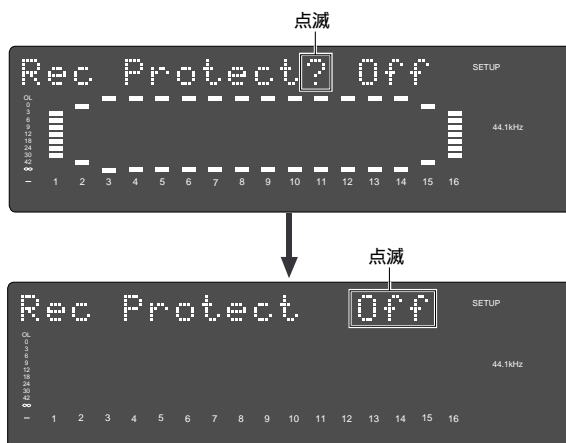 点滅
Rec Protect? Off
SETUP
OL
0
3
6
9
12
18
24
30
42
∞
44.1kHz
– 1 2 3 4 5 6 7 8 9 10 11 12 13 14 15 16
点滅
Rec Protect Off
SETUP
OL
0
3
6
9
12
18
24
30
42
∞
44.1kHz
– 1 2 3 4 5 6 7 8 9 10 11 12 13 14 15 16